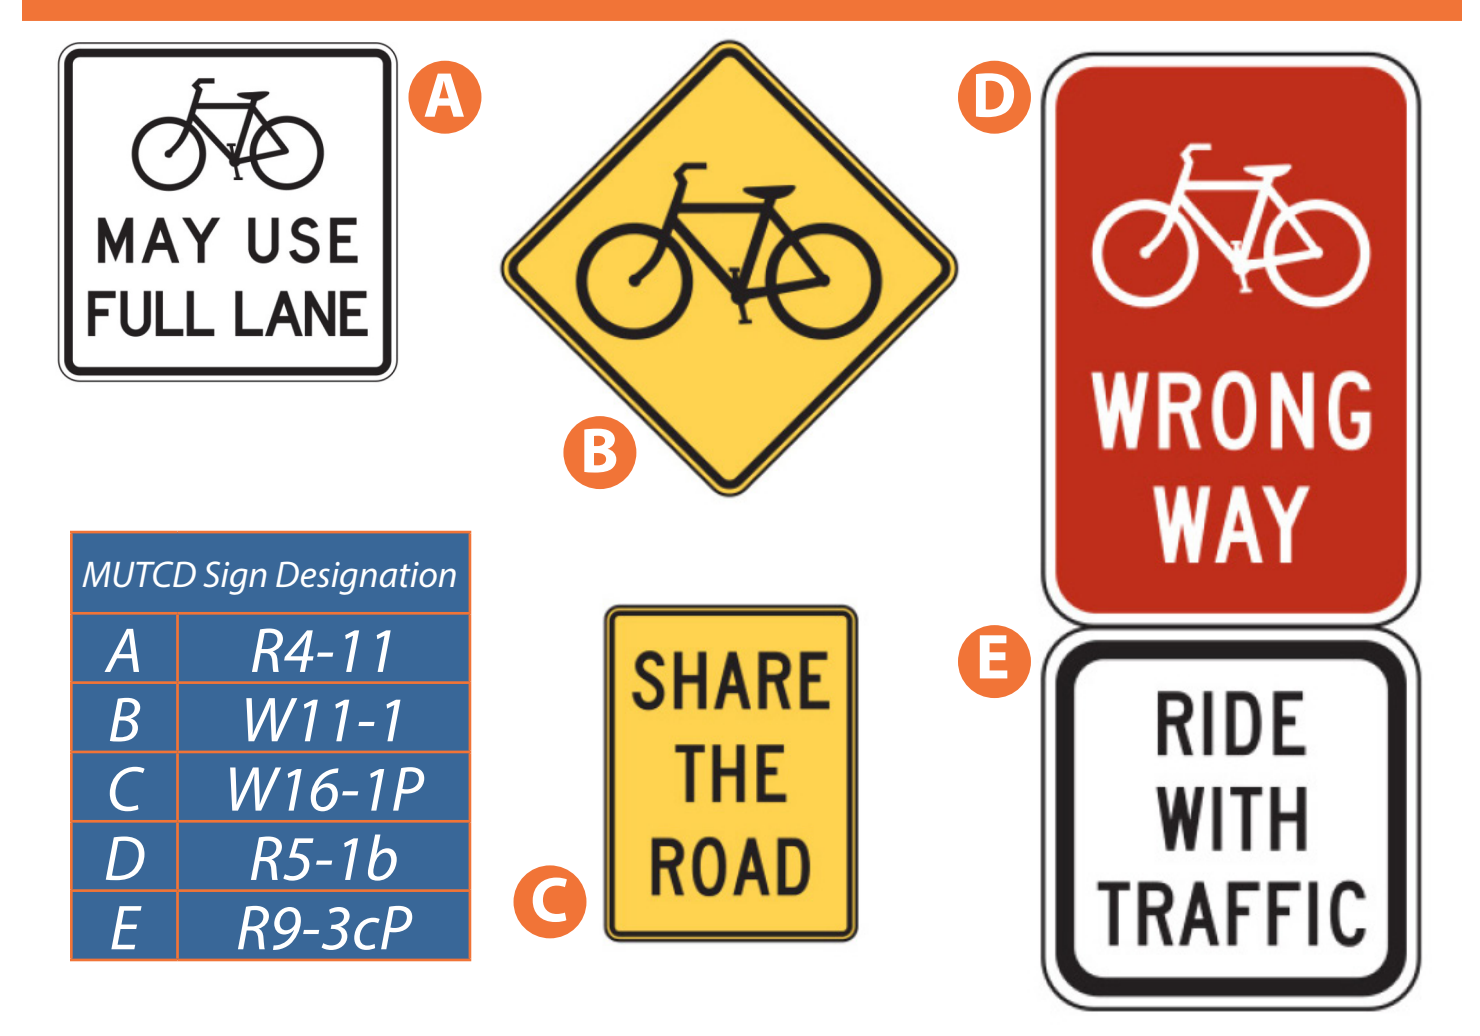 A
MAY USE
FULL LANE
B
D
WRONG
WAY
MUTCD Sign Designation
A R4-11
B W11-1
C W16-1P
D R5-1b
E R9-3cP
C
SHARE
THE
ROAD
E
RIDE
WITH
TRAFFIC